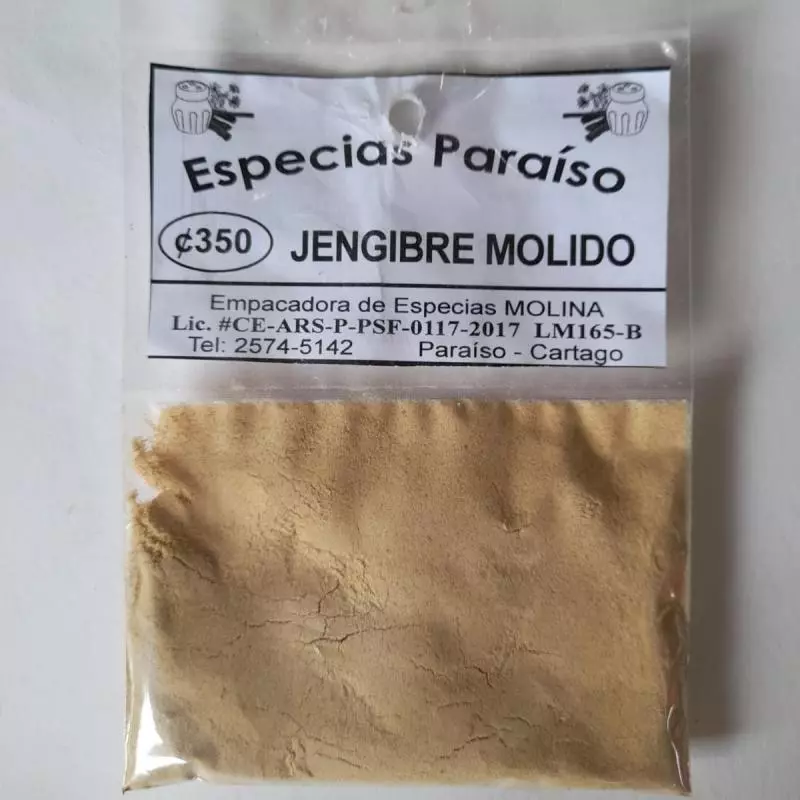 Especias Paraíso
¢350 JENGIBRE MOLIDO
Empacadora de Especias MOLINA
Lic. #CE-ARS-P-PSF-0117-2017 LM165-B
Tel: 2574-5142 Paraíso - Cartago